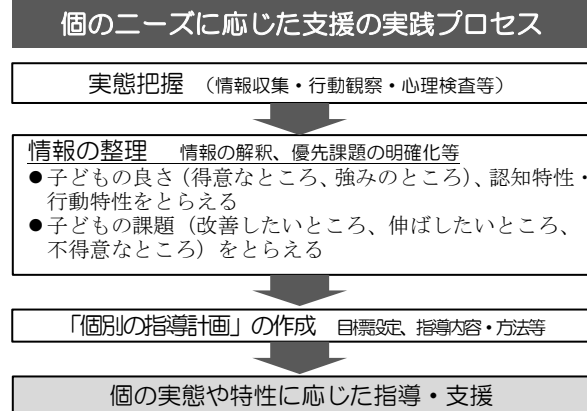 個のニーズに応じた支援の実践プロセス
実態把握 （情報収集・行動観察・心理検査等）
情報の整理 情報の解釈、優先課題の明確化等
●子どもの良さ（得意なところ、強みのところ）、認知特性・
行動特性をとらえる
●子どもの課題（改善したいところ、伸ばしたいところ、
不得意なところ）をとらえる
「個別の指導計画」の作成 目標設定、指導内容・方法等
個の実態や特性に応じた指導・支援